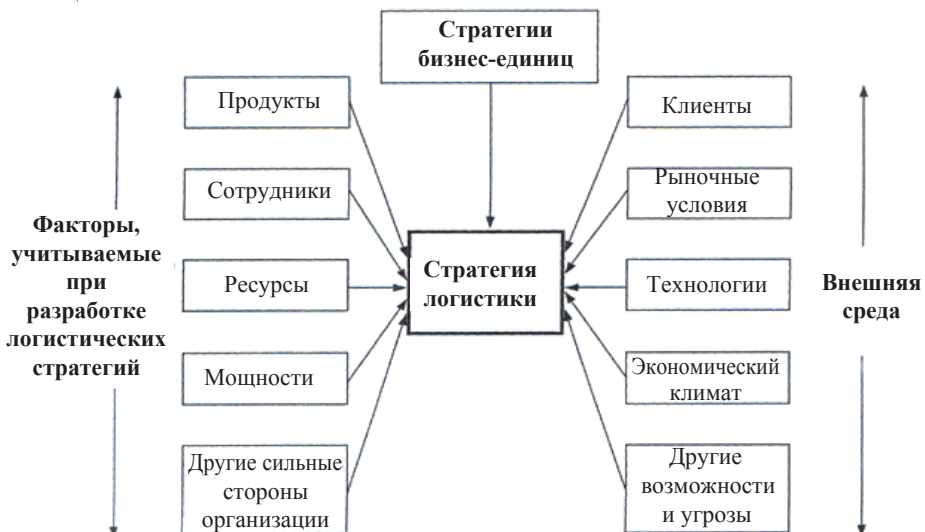 Стратегии
бизнес-единиц
Продукты
Сотрудники
Ресурсы
Мощности
Другие сильные
стороны
организации
Факторы,
учитываемые
при
разработке
логистических
стратегий
Стратегия
логистики
Клиенты
Рыночные
условия
Технологии
Экономический
климат
Другие
возможности
и угрозы
Внешняя
среда